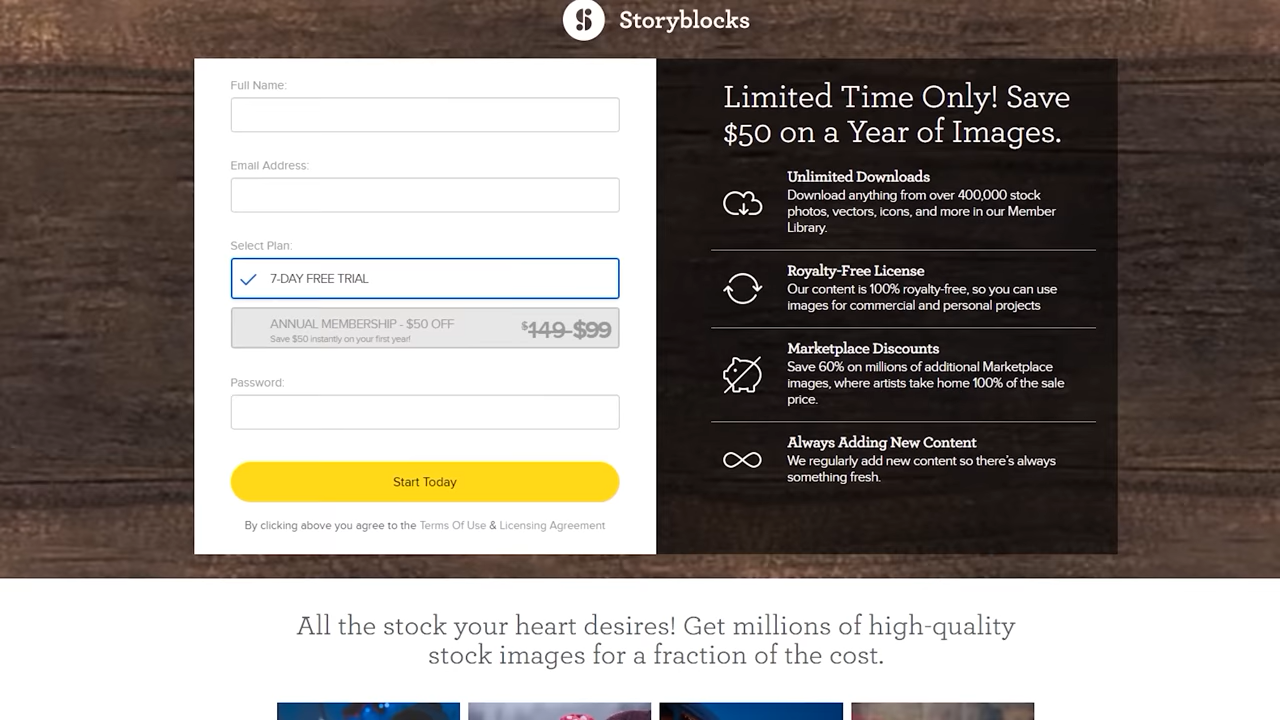 Storyblocks
Full Name:
Email Address:
Select Plan:
7-DAY FREE TRIAL
ANNUAL MEMBERSHIP - $50 OFF
Save $50 instantly on your first year!
$149 $99
Password:
Start Today
By clicking above you agree to the Terms Of Use & Licensing Agreement
Limited Time Only! Save
$50 on a Year of Images.
Unlimited Downloads
Download anything from over 400,000 stock
photos, vectors, icons, and more in our Member
Library.
Royalty-Free License
Our content is 100% royalty-free, so you can use
images for commercial and personal projects
Marketplace Discounts
Save 60% on millions of additional Marketplace
images, where artists take home 100% of the sale
price.
Always Adding New Content
We regularly add new content so there's always
something fresh.
All the stock your heart desires! Get millions of high-quality
stock images for a fraction of the cost.